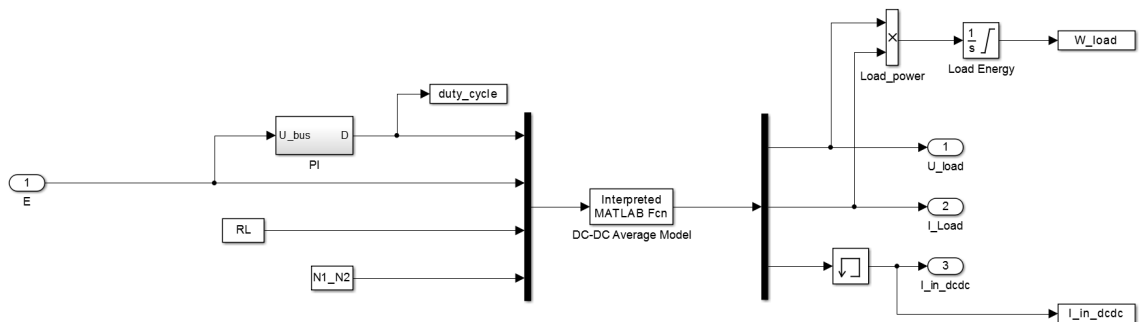 W_load
Load_power
1
s
Load Energy
duty_cycle
U_bus
D
PI
1
E
Interpreted
MATLAB Fcn
DC-DC Average Model
1
U_load
2
I_Load
RL
N1_N2
3
I_in_dcdc
I_in_dcdc